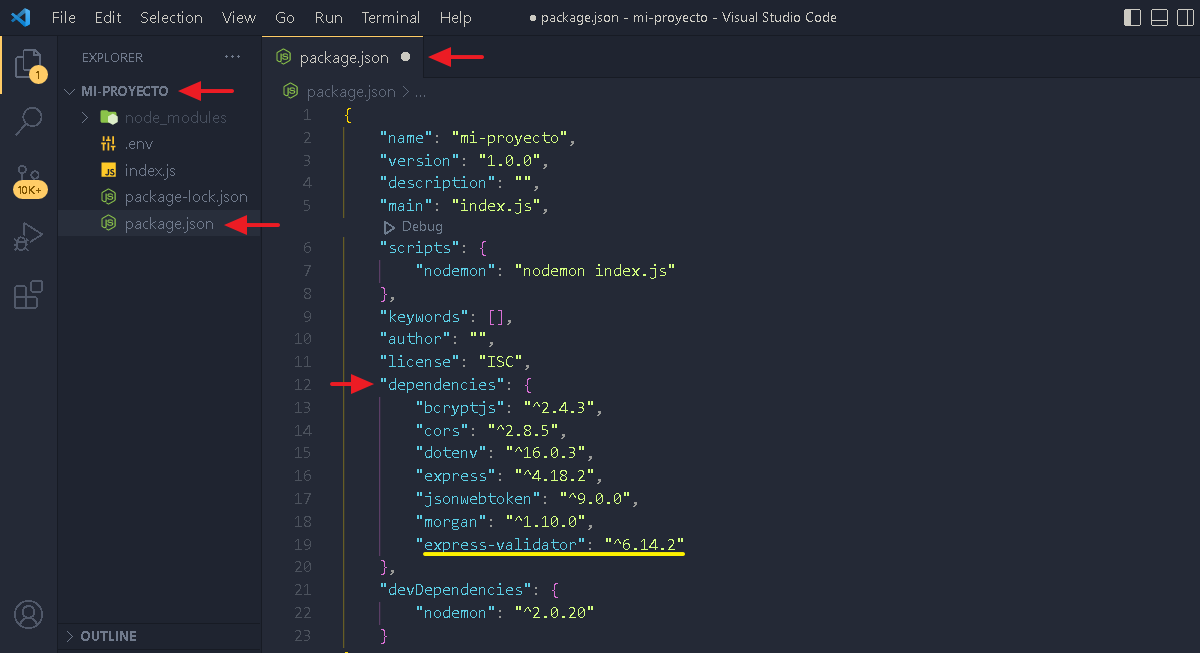 File Edit Selection View Go Run Terminal Help ● package.json - mi-proyecto - Visual Studio Code
EXPLORER ...
1
MI-PROYECTO
node_modules
.env
index.js
package-lock.json
package.json
10K+
OUTLINE
package.json ●
package.json > ...
1 {
2 "name": "mi-proyecto",
3 "version": "1.0.0",
4 "description": "",
5 "main": "index.js",
Debug
6 "scripts": {
7 "nodemon": "nodemon index.js"
8 },
9 "keywords": [],
10 "author": "",
11 "license": "ISC",
12 "dependencies": {
13 "bcryptjs": "^2.4.3",
14 "cors": "^2.8.5",
15 "dotenv": "^16.0.3",
16 "express": "^4.18.2",
17 "jsonwebtoken": "^9.0.0",
18 "morgan": "^1.10.0",
19 "express-validator": "^6.14.2"
20 },
21 "devDependencies": {
22 "nodemon": "^2.0.20"
23 }